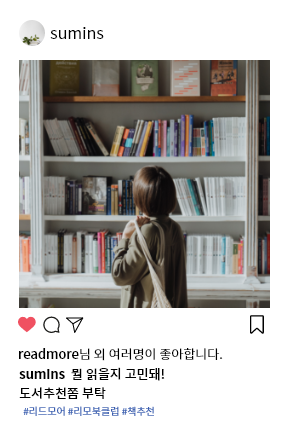 sumins
readmore님 외 여러명이 좋아합니다.
sumIns 뭘 읽을지 고민돼!
도서추천쫌 부탁
#리드모어 #리모북클럽 #책추천